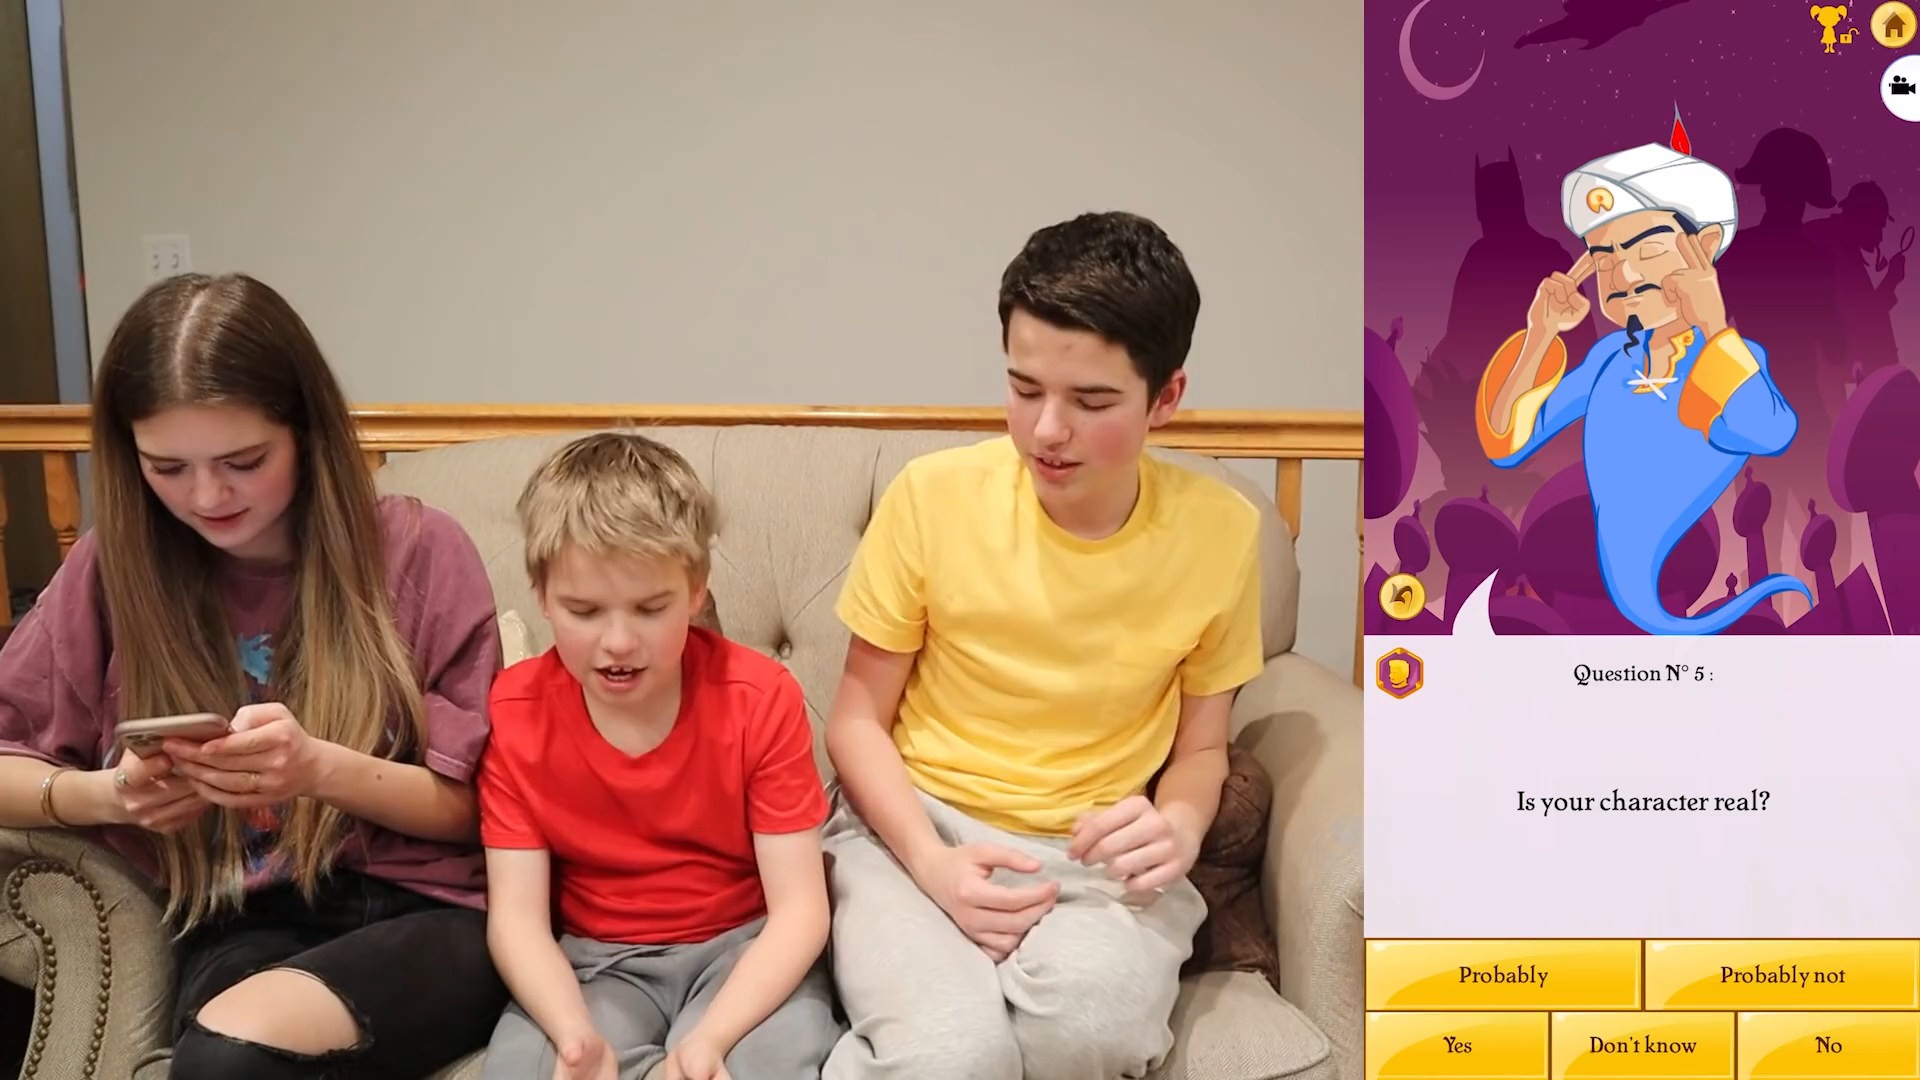 Question N° 5 :
Is your character real?
Probably
Probably not
Yes
Don't know
No